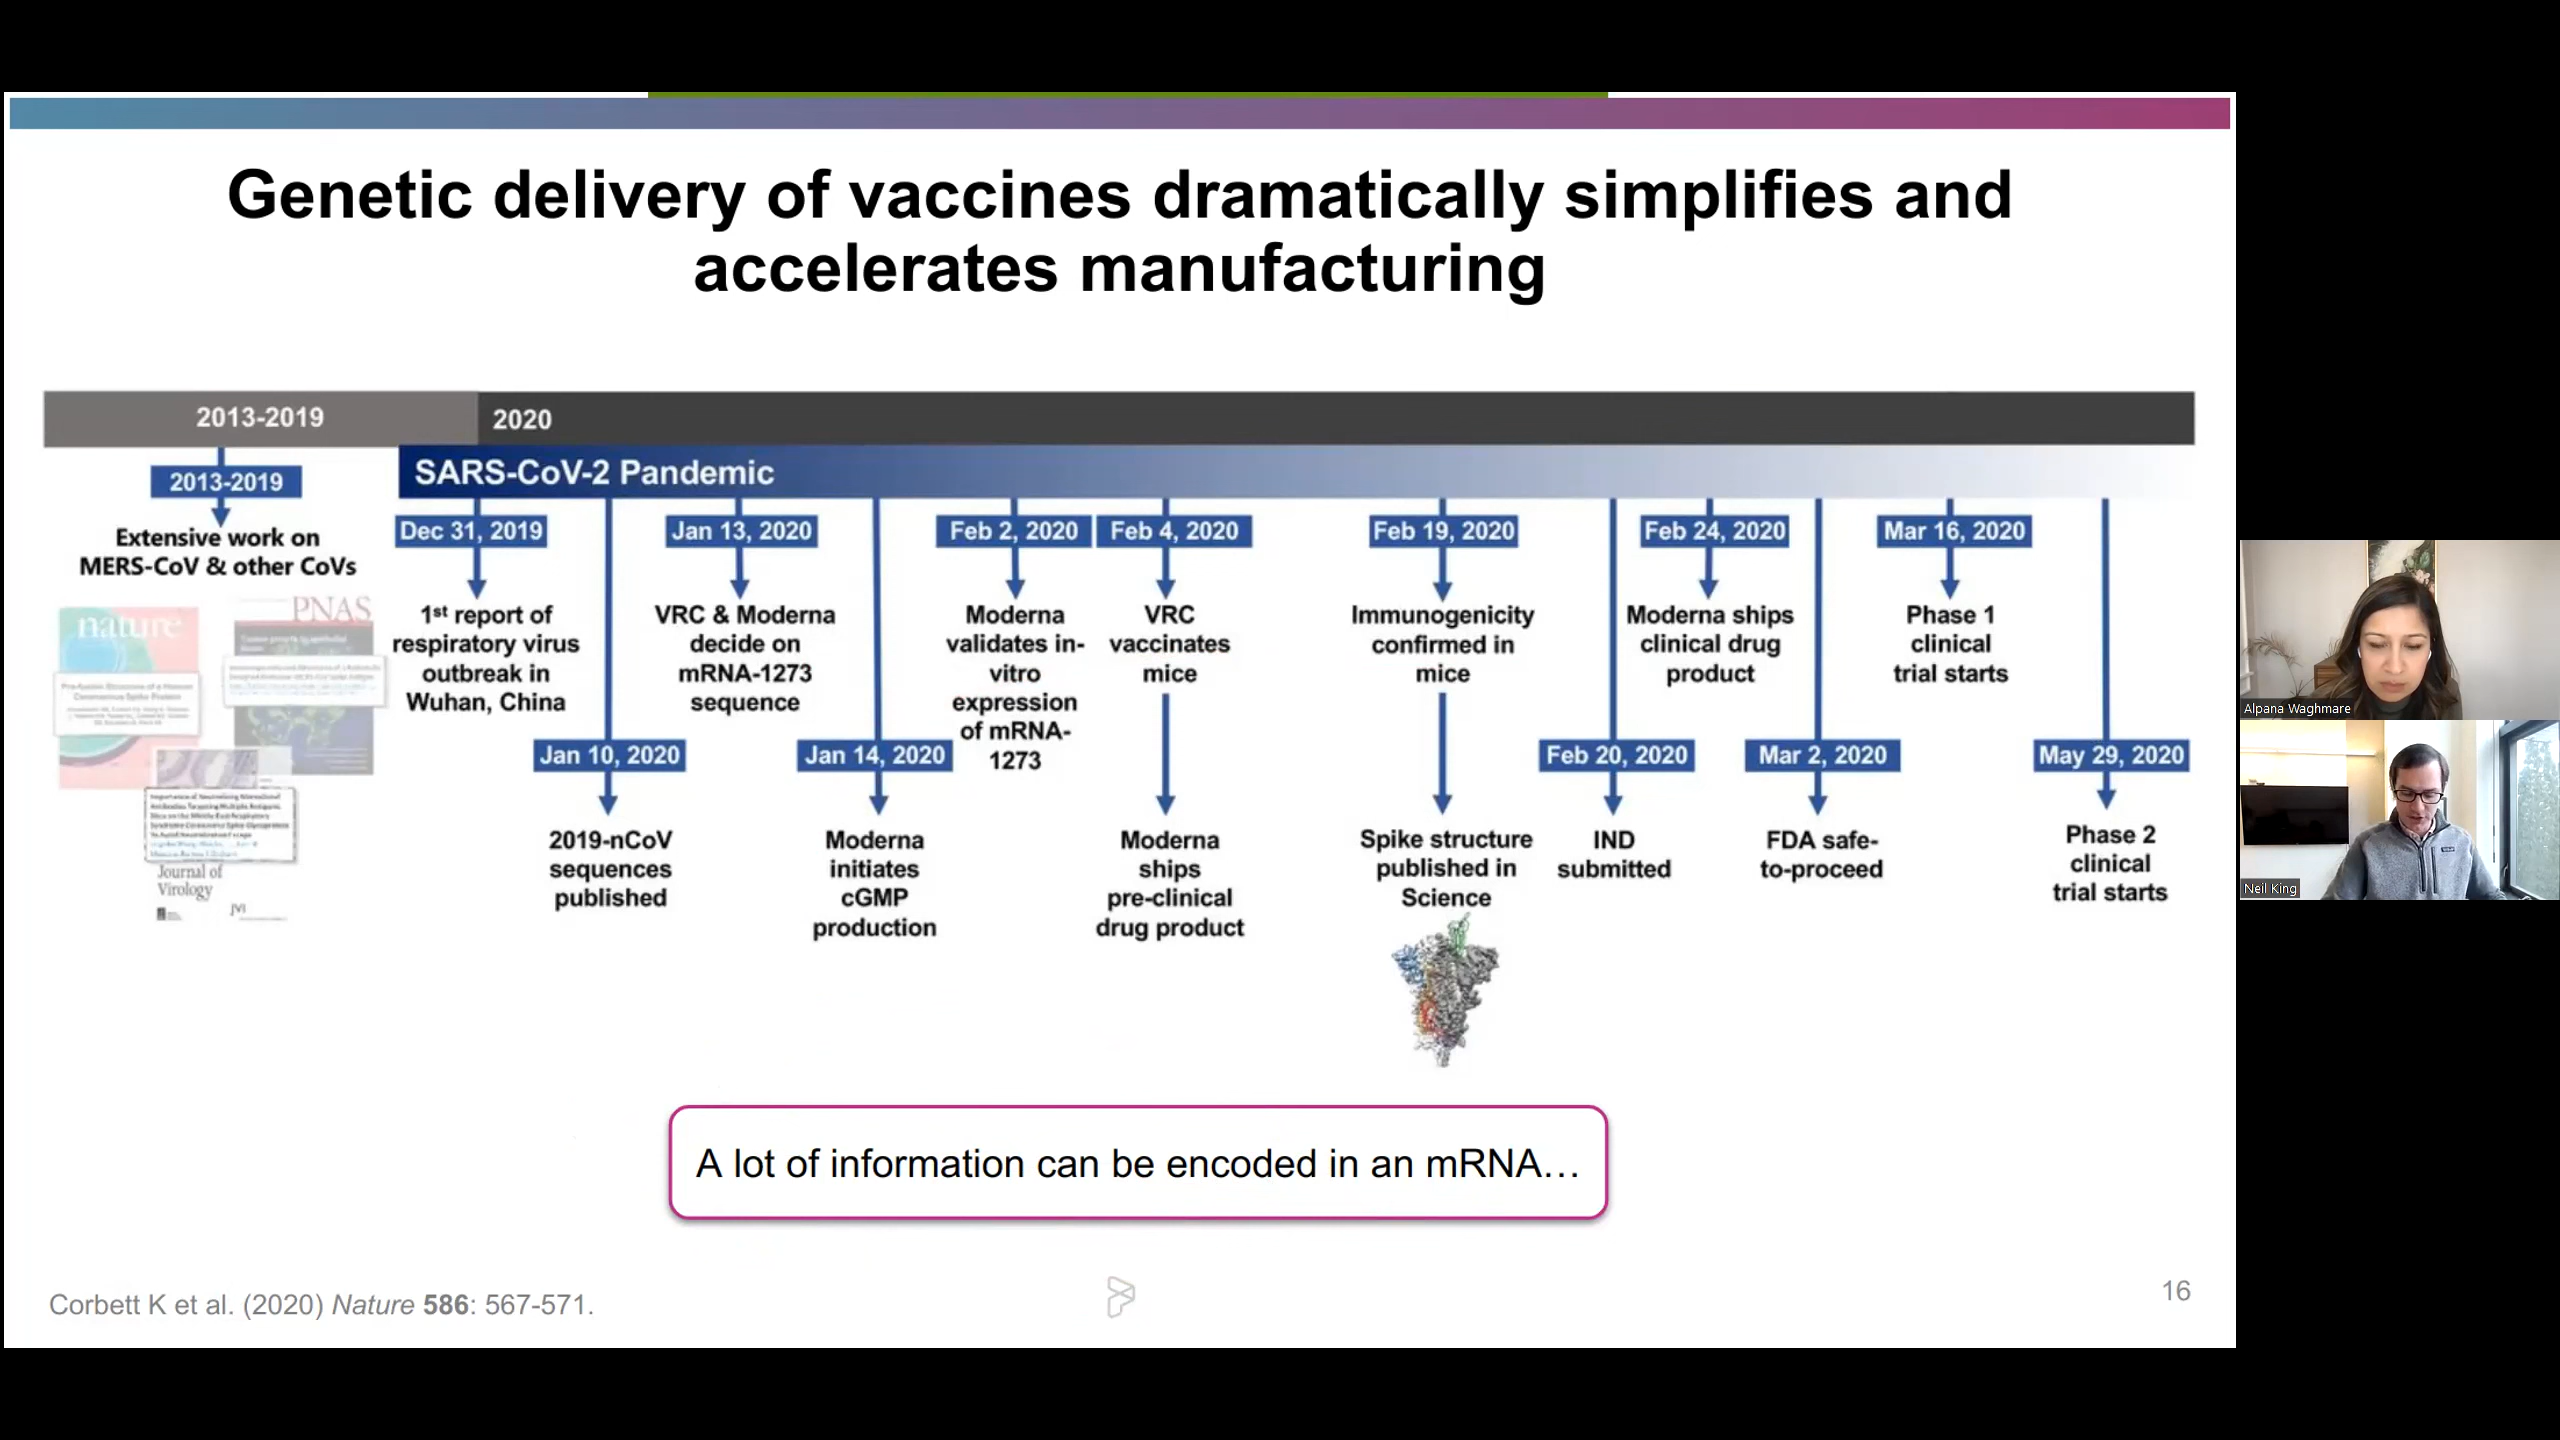 Genetic delivery of vaccines dramatically simplifies and
accelerates manufacturing
2013-2019
2020
SARS-CoV-2 Pandemic
2013-2019
Extensive work on
MERS-CoV & other CoVs
nature
PNAS
Journal of
Virology
JVI
Dec 31, 2019
1st report of
respiratory virus
outbreak in
Wuhan, China
Jan 10, 2020
2019-nCoV
sequences
published
Jan 13, 2020
VRC & Moderna
decide on
mRNA-1273
sequence
Jan 14, 2020
Moderna
initiates
cGMP
production
Feb 2, 2020
Moderna
validates in-
vitro
expression
of mRNA-
1273
Feb 4, 2020
VRC
vaccinates
mice
Moderna
ships
pre-clinical
drug product
Feb 19, 2020
Immunogenicity
confirmed in
mice
Spike structure
published in
Science
Feb 20, 2020
IND
submitted
Feb 24, 2020
Moderna ships
clinical drug
product
Mar 2, 2020
FDA safe-
to-proceed
Mar 16, 2020
Phase 1
clinical
trial starts
May 29, 2020
Phase 2
clinical
trial starts
A lot of information can be encoded in an mRNA…
Corbett K et al. (2020) Nature 586: 567-571.
16
Alpana Waghmare
Neil King